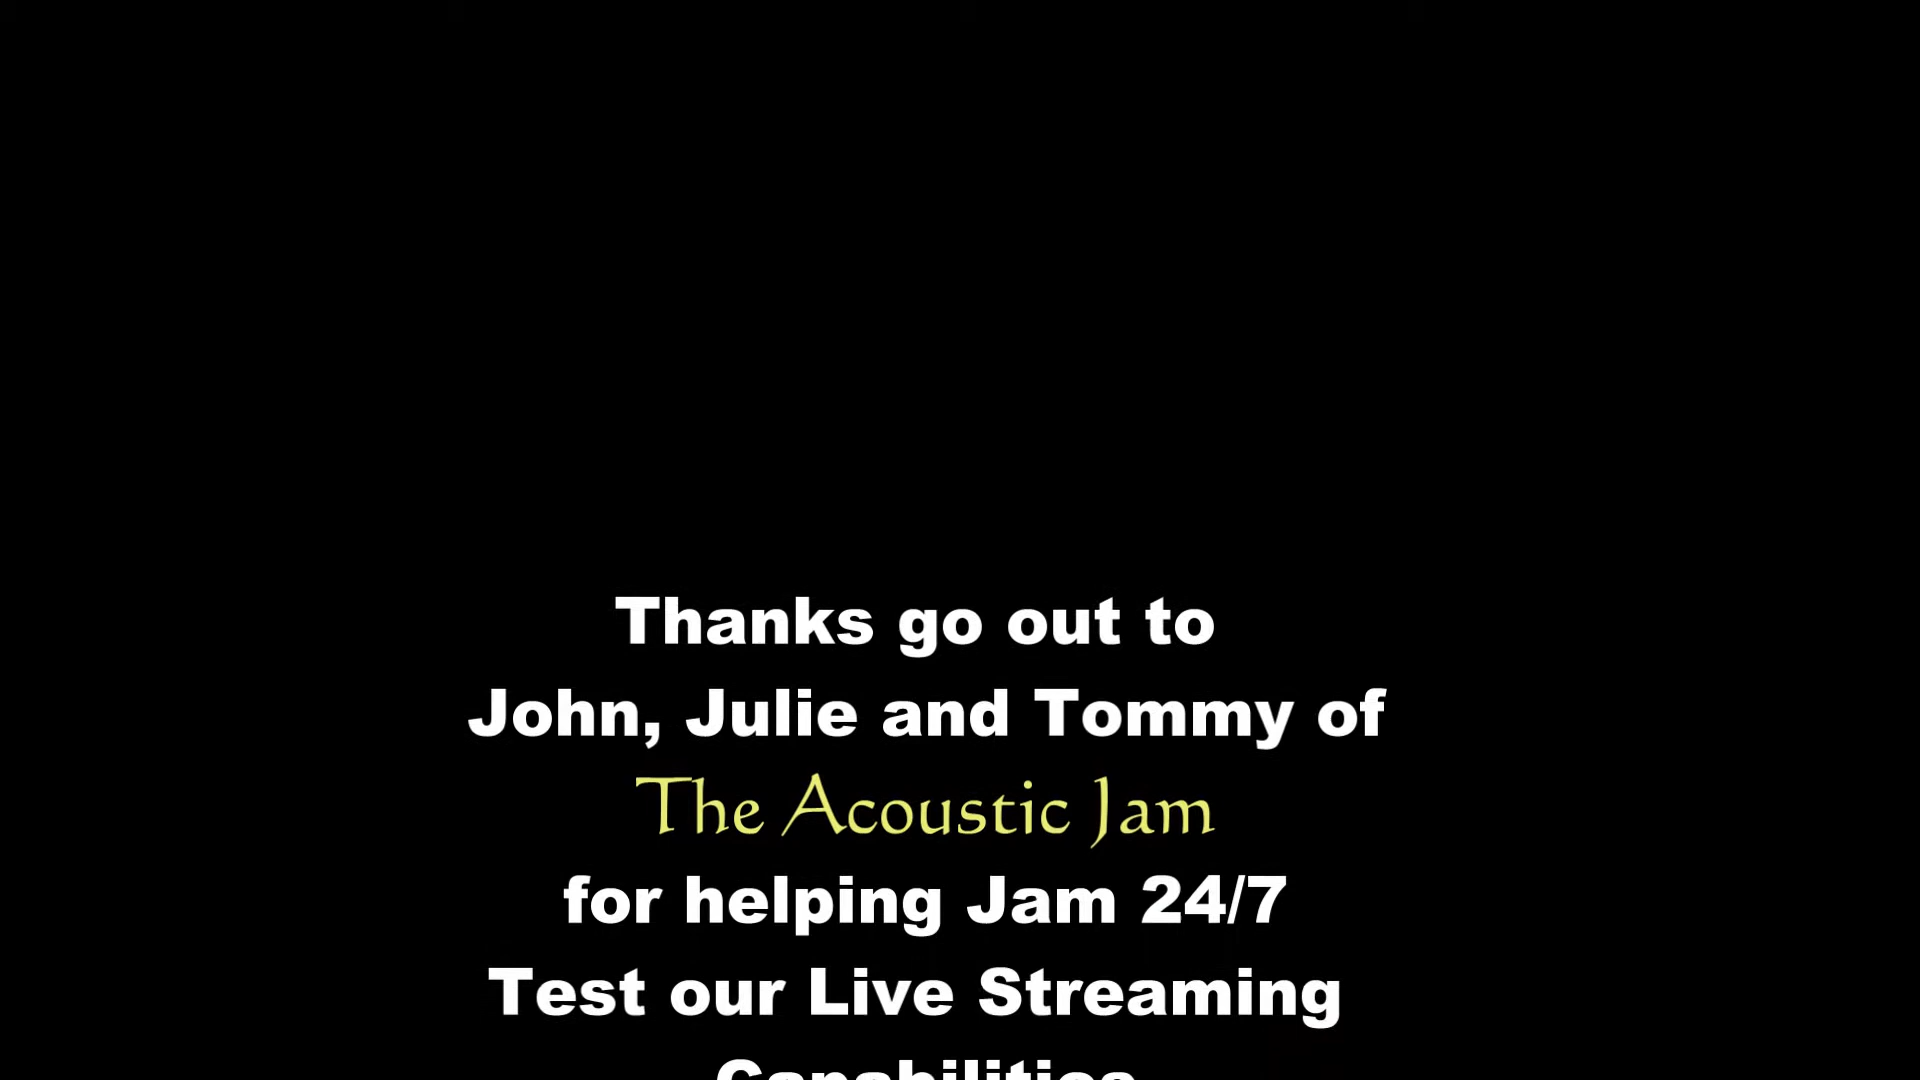 Thanks go out to
John, Julie and Tommy of
The Acoustic Jam
for helping Jam 24/7
Test our Live Streaming
Capabilities